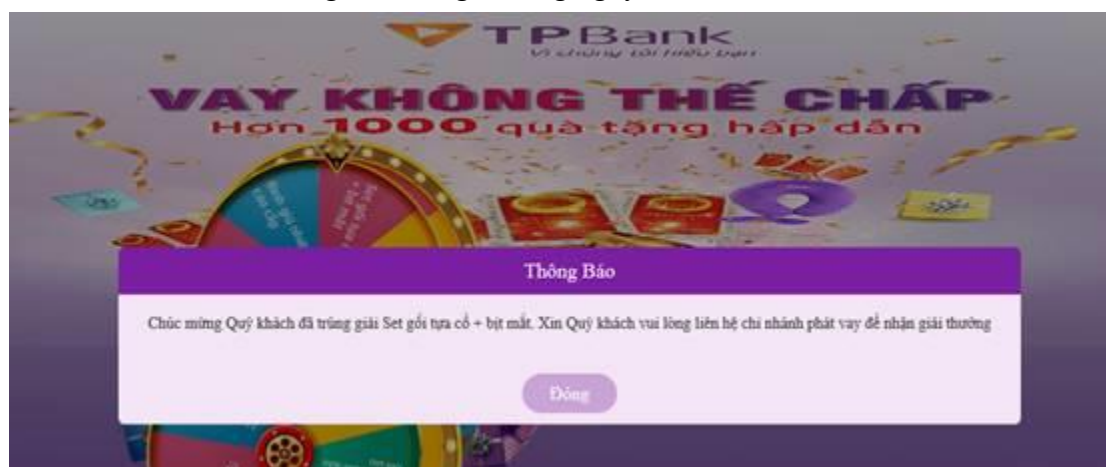 TPBank
Vì chúng tôi hiểu bạn
VAY KHÔNG THẾ CHẤP
Hơn 1000 quà tặng hấp dẫn
Thông Báo
Chúc mừng Quý khách đã trúng giải Set gối tựa cổ + bịt mắt. Xin Quý khách vui lòng liên hệ chi nhánh phát vay để nhận giải thưởng
Đóng